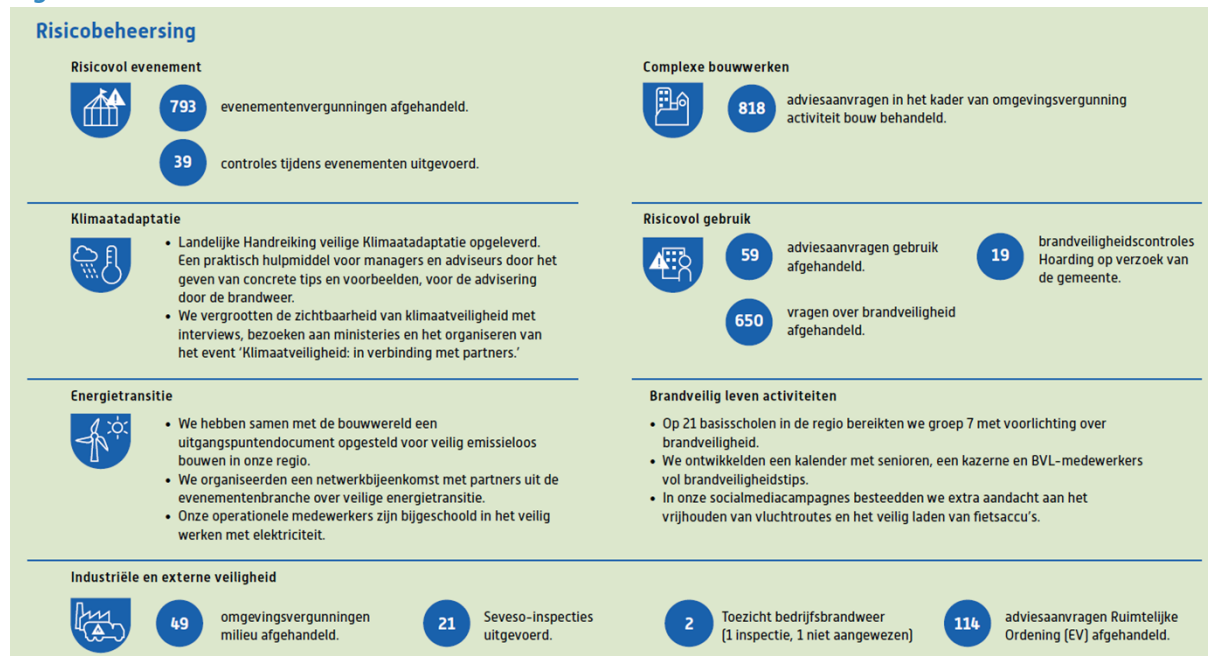 Risicobeheersing
Risicovol evenement
793
evenementenvergunningen afgehandeld.
39
controles tijdens evenementen uitgevoerd.
Complexe bouwwerken
818
adviesaanvragen in het kader van omgevingsvergunning
activiteit bouw behandeld.
Klimaatadaptatie
• Landelijke Handreiking veilige Klimaatadaptatie opgeleverd.
Een praktisch hulpmiddel voor managers en adviseurs door het
geven van concrete tips en voorbeelden, voor de advisering
door de brandweer.
• We vergrootten de zichtbaarheid van klimaatveiligheid met
interviews, bezoeken aan ministeries en het organiseren van
het event ‘Klimaatveiligheid: in verbinding met partners.’
Risicovol gebruik
59
adviesaanvragen gebruik
afgehandeld.
19
brandveiligheidscontroles
Hoarding op verzoek van
de gemeente.
650
vragen over brandveiligheid
afgehandeld.
Energietransitie
• We hebben samen met de bouwwereld een
uitgangspuntendocument opgesteld voor veilig emissieloos
bouwen in onze regio.
• We organiseerden een netwerkbijeenkomst met partners uit de
evenementenbranche over veilige energietransitie.
• Onze operationele medewerkers zijn bijgeschoold in het veilig
werken met elektriciteit.
Brandveilig leven activiteiten
• Op 21 basisscholen in de regio bereikten we groep 7 met voorlichting over
brandveiligheid.
• We ontwikkelden een kalender met senioren, een kazerne en BVL-medewerkers
vol brandveiligheidstips.
• In onze socialmediacampagnes besteedden we extra aandacht aan het
vrijhouden van vluchtroutes en het veilig laden van fietsaccu’s.
Industriële en externe veiligheid
49
omgevingsvergunningen
milieu afgehandeld.
21
Seveso-inspecties
uitgevoerd.
2
Toezicht bedrijfsbrandweer
(1 inspectie, 1 niet aangewezen)
114
adviesaanvragen Ruimtelijke
Ordening (EV) afgehandeld.